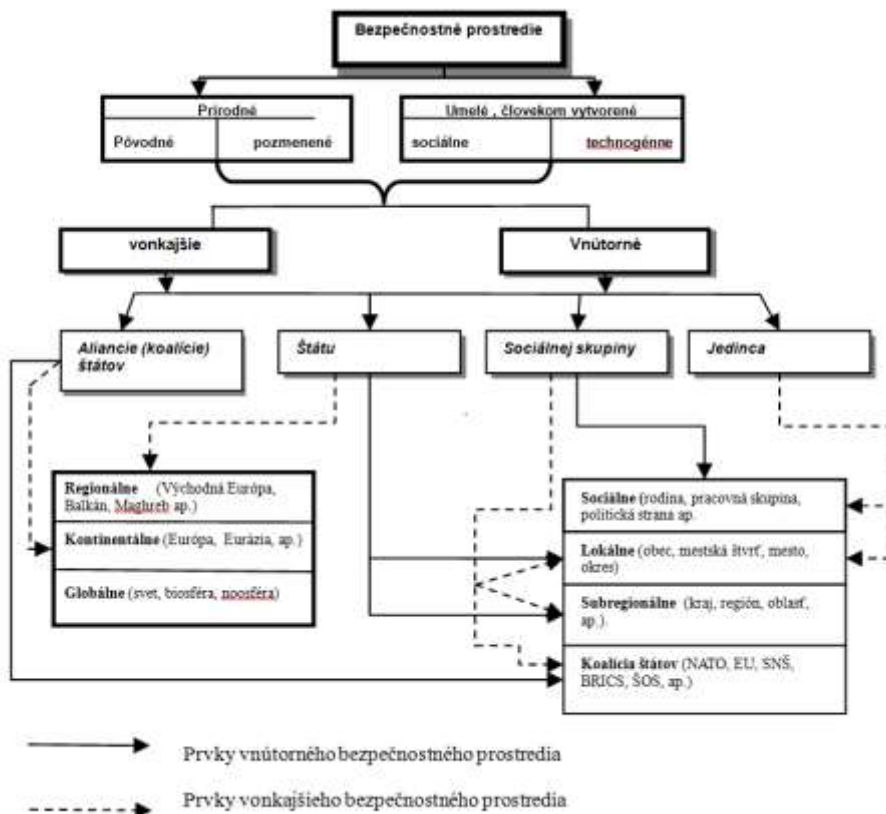 Bezpečnostné prostredie
Prírodné
Pôvodné pozmenené
Umelé , človekom vytvorené
sociálne technogénne
vonkajšie
Vnútorné
Aliancie (koalície)
štátov
Štátu
Sociálnej skupiny
Jedinca
Regionálne (Východná Európa,
Balkán, Maghreb ap.)
Kontinentálne (Európa, Eurázia, ap.)
Globálne (svet, biosféra, noosféra)
Sociálne (rodina, pracovná skupina,
politická strana ap.
Lokálne (obec, mestská štvrť, mesto,
okres)
Subregionálne (kraj, región, oblasť,
ap.).
Koalícia štátov (NATO, EU, SNŠ,
BRICS, ŠOS, ap.)
Prvky vnútorného bezpečnostného prostredia
Prvky vonkajšieho bezpečnostného prostredia